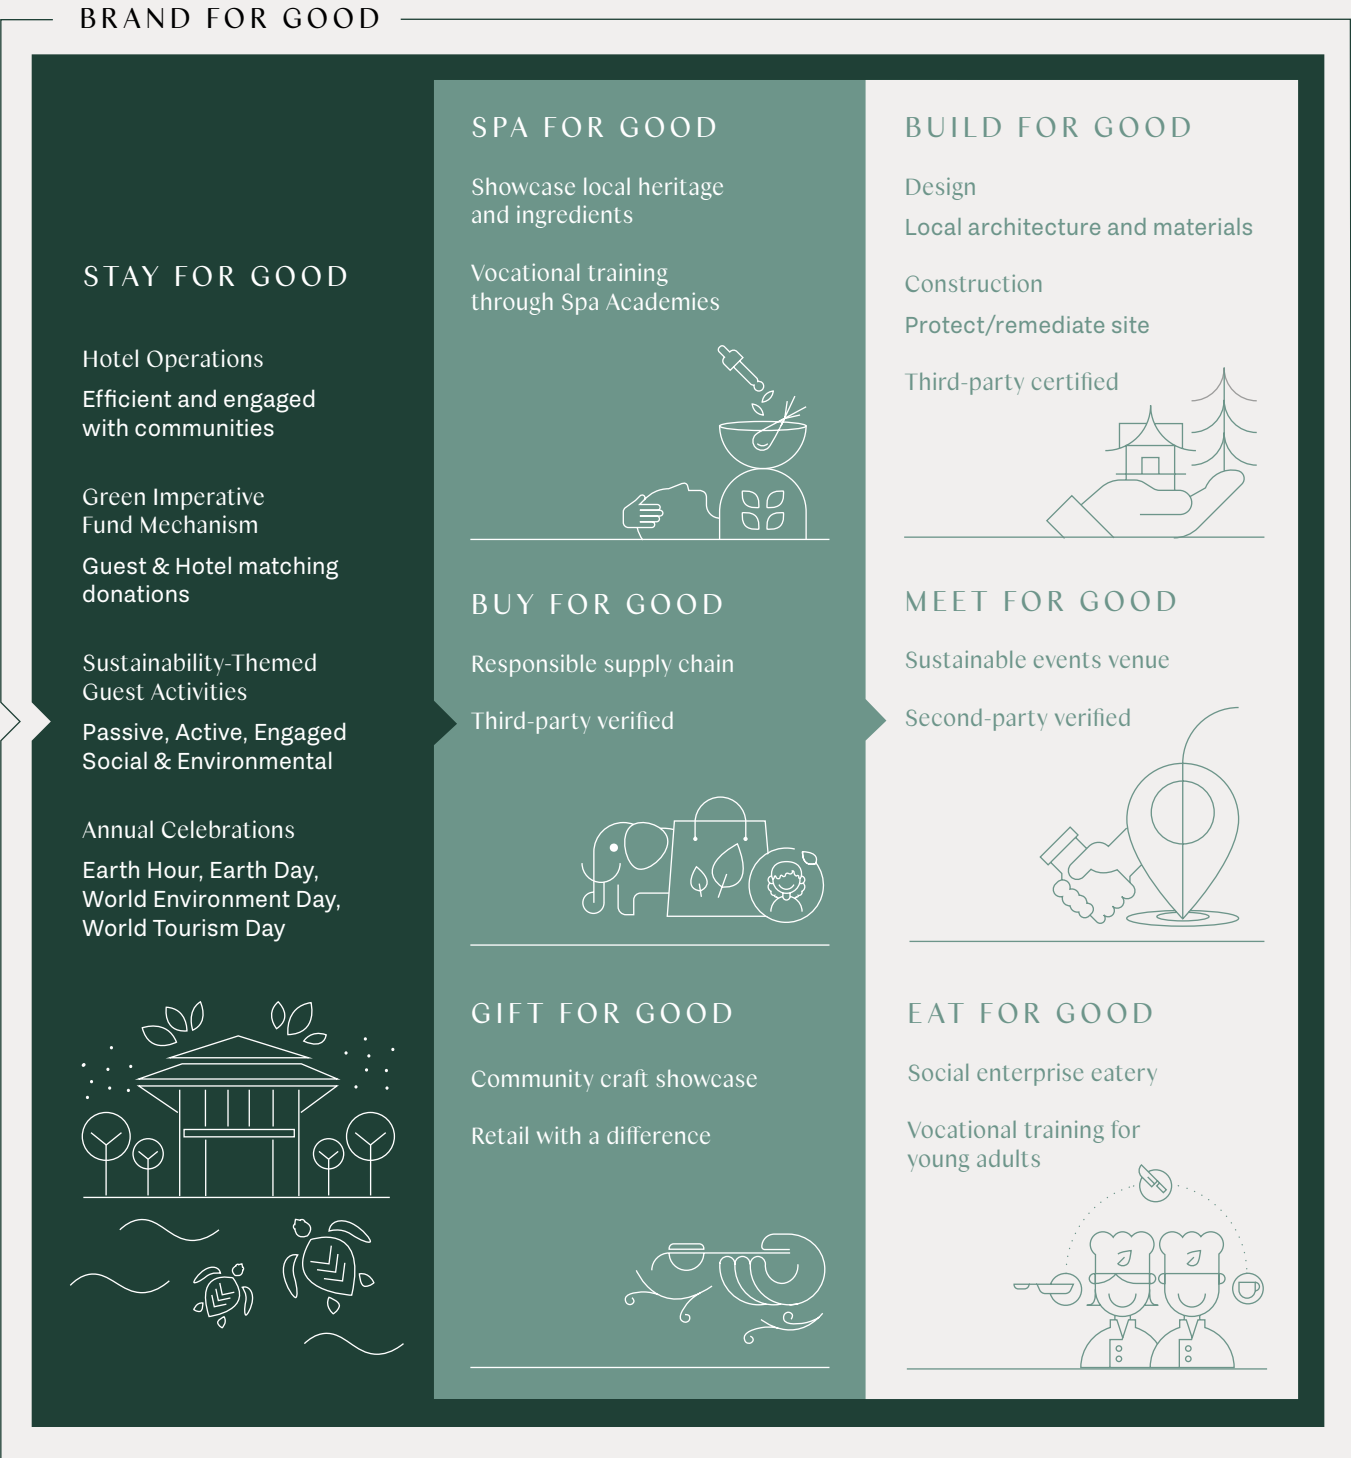 BRAND FOR GOOD
STAY FOR GOOD
Hotel Operations
Efficient and engaged
with communities
Green Imperative
Fund Mechanism
Guest & Hotel matching
donations
Sustainability-Themed
Guest Activities
Passive, Active, Engaged
Social & Environmental
Annual Celebrations
Earth Hour, Earth Day,
World Environment Day,
World Tourism Day
SPA FOR GOOD
Showcase local heritage
and ingredients
Vocational training
through Spa Academies
BUY FOR GOOD
Responsible supply chain
Third-party verified
GIFT FOR GOOD
Community craft showcase
Retail with a difference
BUILD FOR GOOD
Design
Local architecture and materials
Construction
Protect/remediate site
Third-party certified
MEET FOR GOOD
Sustainable events venue
Second-party verified
EAT FOR GOOD
Social enterprise eatery
Vocational training for
young adults